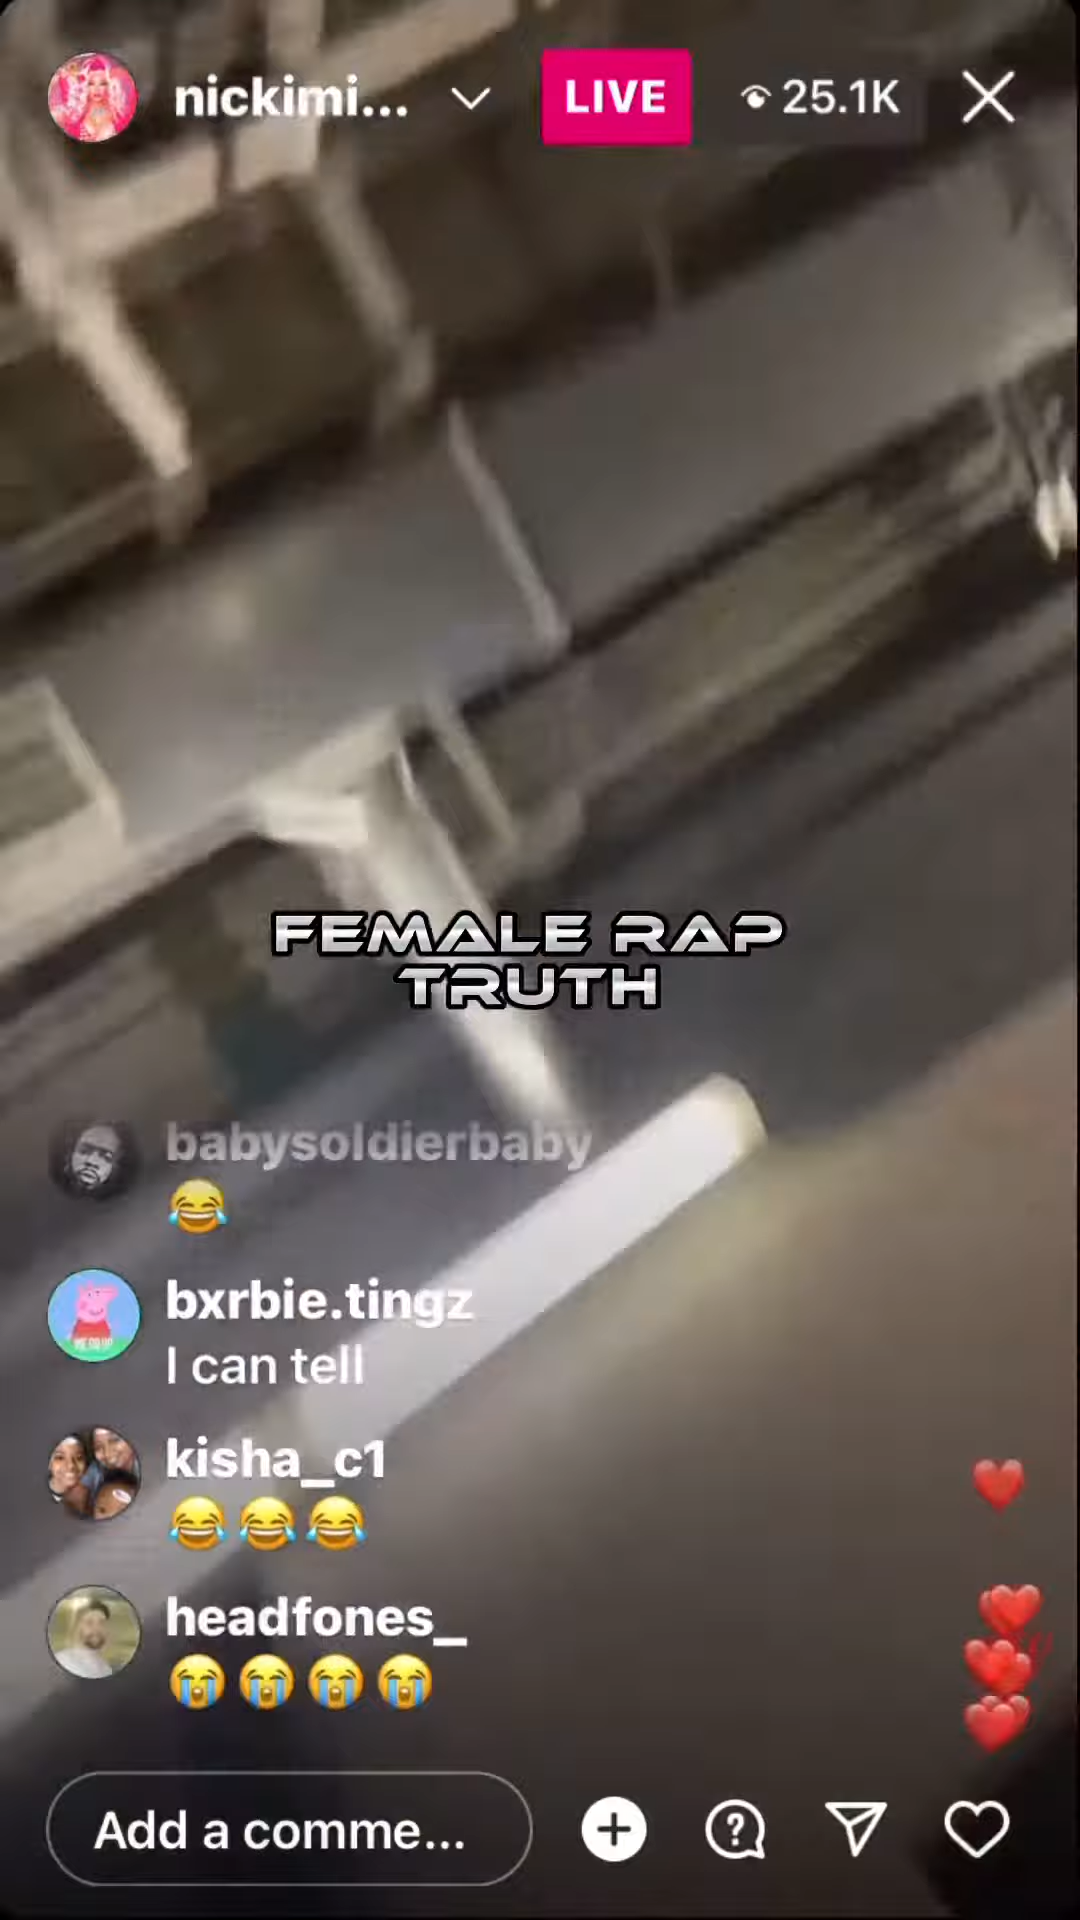 nickimi...
LIVE
25.1K
FEMALE RAP
TRUTH
babysoldierbaby
😂
bxrbie.tingz
I can tell
kisha_c1
😂😂😂
headfones_
😭😭😭😭
Add a comme...